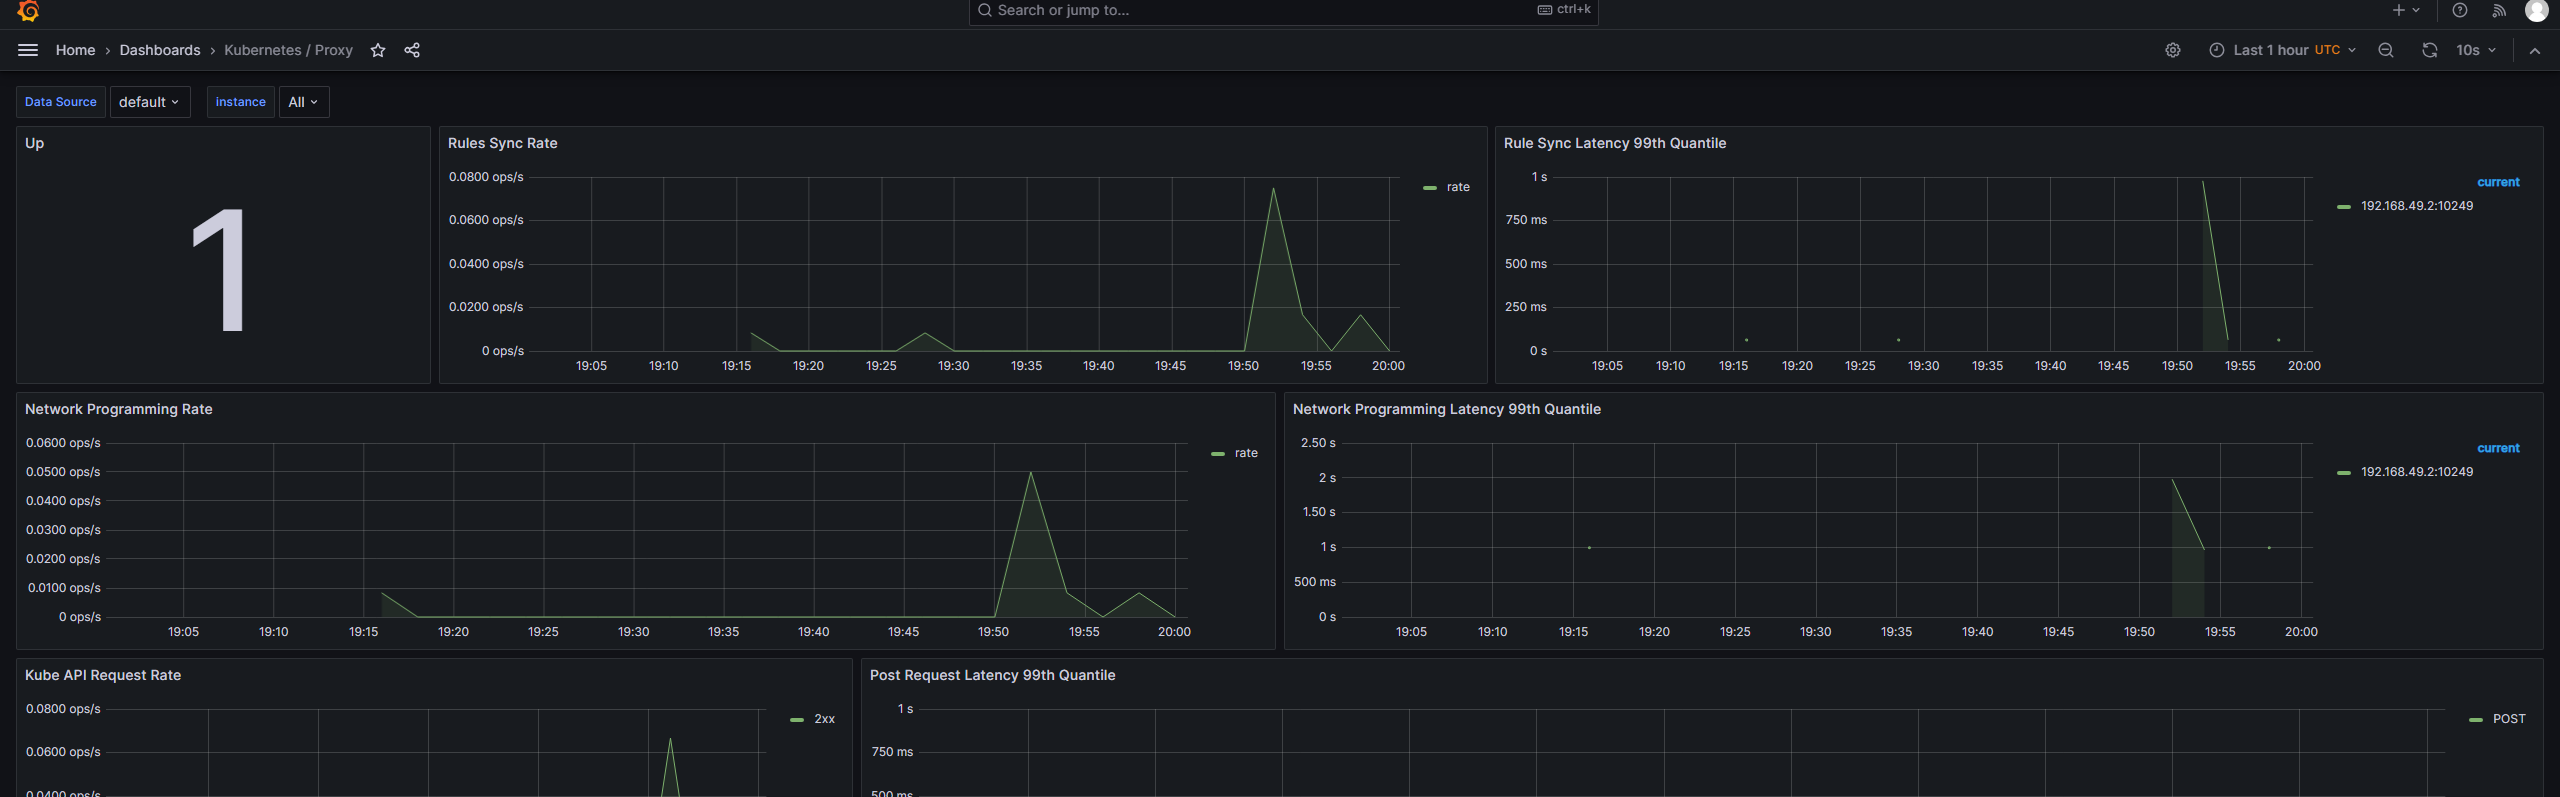 Search or jump to... ctrl+k
Home › Dashboards › Kubernetes / Proxy Last 1 hour UTC 10s
Data Source default instance All
Up
1
Rules Sync Rate
0.0800 ops/s
0.0600 ops/s
0.0400 ops/s
0.0200 ops/s
0 ops/s
19:05 19:10 19:15 19:20 19:25 19:30 19:35 19:40 19:45 19:50 19:55 20:00
rate
Rule Sync Latency 99th Quantile
1 s
750 ms
500 ms
250 ms
0 s
19:05 19:10 19:15 19:20 19:25 19:30 19:35 19:40 19:45 19:50 19:55 20:00
current
192.168.49.2:10249
Network Programming Rate
0.0600 ops/s
0.0500 ops/s
0.0400 ops/s
0.0300 ops/s
0.0200 ops/s
0.0100 ops/s
0 ops/s
19:05 19:10 19:15 19:20 19:25 19:30 19:35 19:40 19:45 19:50 19:55 20:00
rate
Network Programming Latency 99th Quantile
2.50 s
2 s
1.50 s
1 s
500 ms
0 s
19:05 19:10 19:15 19:20 19:25 19:30 19:35 19:40 19:45 19:50 19:55 20:00
current
192.168.49.2:10249
Kube API Request Rate
0.0800 ops/s
0.0600 ops/s
0.0400 ops/s
2xx
Post Request Latency 99th Quantile
1 s
750 ms
500 ms
POST